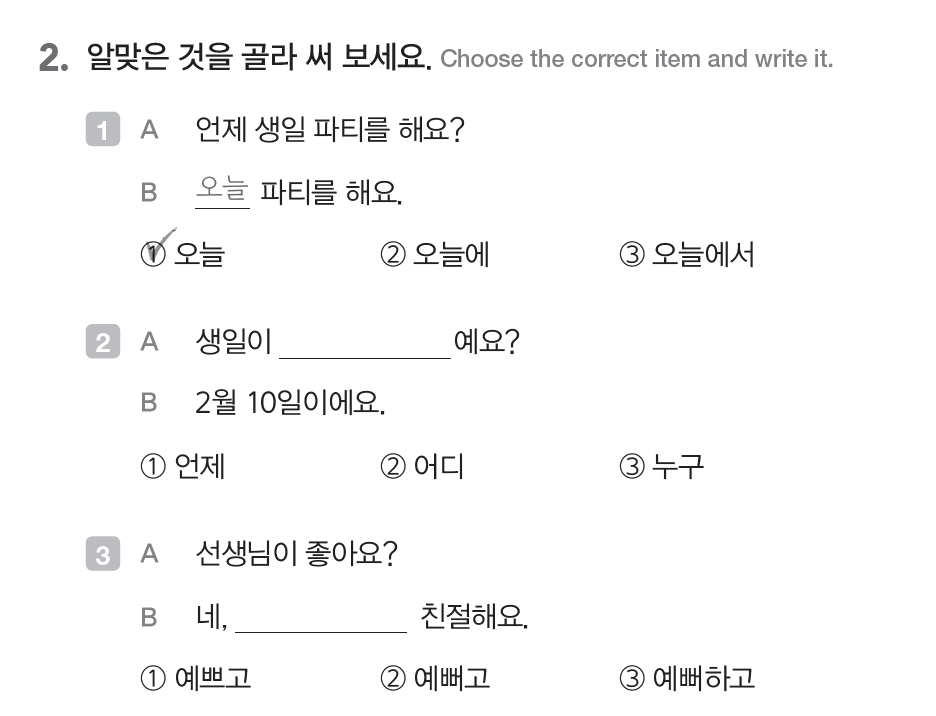 2. 알맞은 것을 골라 써 보세요. Choose the correct item and write it.
1 A 언제 생일 파티를 해요?
B 오늘 파티를 해요.
① 오늘 ② 오늘에 ③ 오늘에서
2 A 생일이 ____________ 예요?
B 2월 10일이에요.
① 언제 ② 어디 ③ 누구
3 A 선생님이 좋아요?
B 네, ____________ 친절해요.
① 예쁘고 ② 예뻐고 ③ 예뻐하고